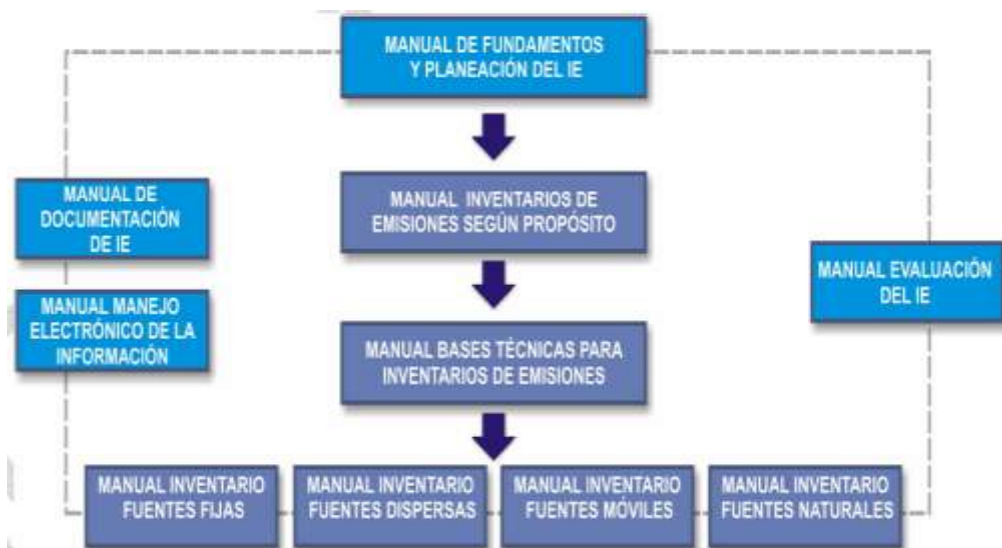 MANUAL DE FUNDAMENTOS
Y PLANEACIÓN DEL IE
MANUAL DE
DOCUMENTACIÓN
DE IE
MANUAL INVENTARIOS DE
EMISIONES SEGÚN PROPÓSITO
MANUAL EVALUACIÓN
DEL IE
MANUAL MANEJO
ELECTRÓNICO DE LA
INFORMACIÓN
MANUAL BASES TÉCNICAS PARA
INVENTARIOS DE EMISIONES
MANUAL INVENTARIO
FUENTES FIJAS
MANUAL INVENTARIO
FUENTES DISPERSAS
MANUAL INVENTARIO
FUENTES MÓVILES
MANUAL INVENTARIO
FUENTES NATURALES